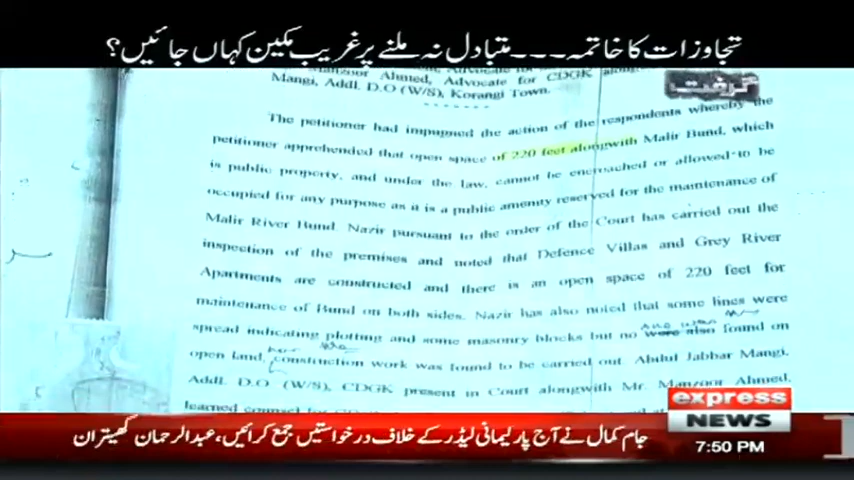 تجاوزات کا خاتمہ۔۔۔متبادل نہ ملنے پر غریب مکین کہاں جائیں؟
گرفت
Manzoor Ahmed, Advocate for CDGK
Mangi, Addl. D.O (W/S), Korangi Town.
The petitioner had impugned the action of the respondents whereby the
petitioner apprehended that open space of 220 feet alongwith Malir Bund, which
is public property, and under the law, cannot be encroached or allowed to be
occupied for any purpose as it is a public amenity reserved for the maintenance of
Malir River Bund. Nazir pursuant to the order of the Court has carried out the
inspection of the premises and noted that Defence Villas and Grey River
Apartments are constructed and there is an open space of 220 feet for
maintenance of Bund on both sides. Nazir has also noted that some lines were
spread indicating plotting and some masonry blocks but no were also found on
open land, construction work was found to be carried out. Abdul Jabbar Mangi,
Addl. D.O (W/S), CDGK present in Court alongwith Mr. Manzoor Ahmed,
learned counsel for
express
NEWS
7:50 PM
جام کمال نے آج پارلیمانی لیڈر کے خلاف درخواستیں جمع کرائیں، عبدالرحمان کھیتران